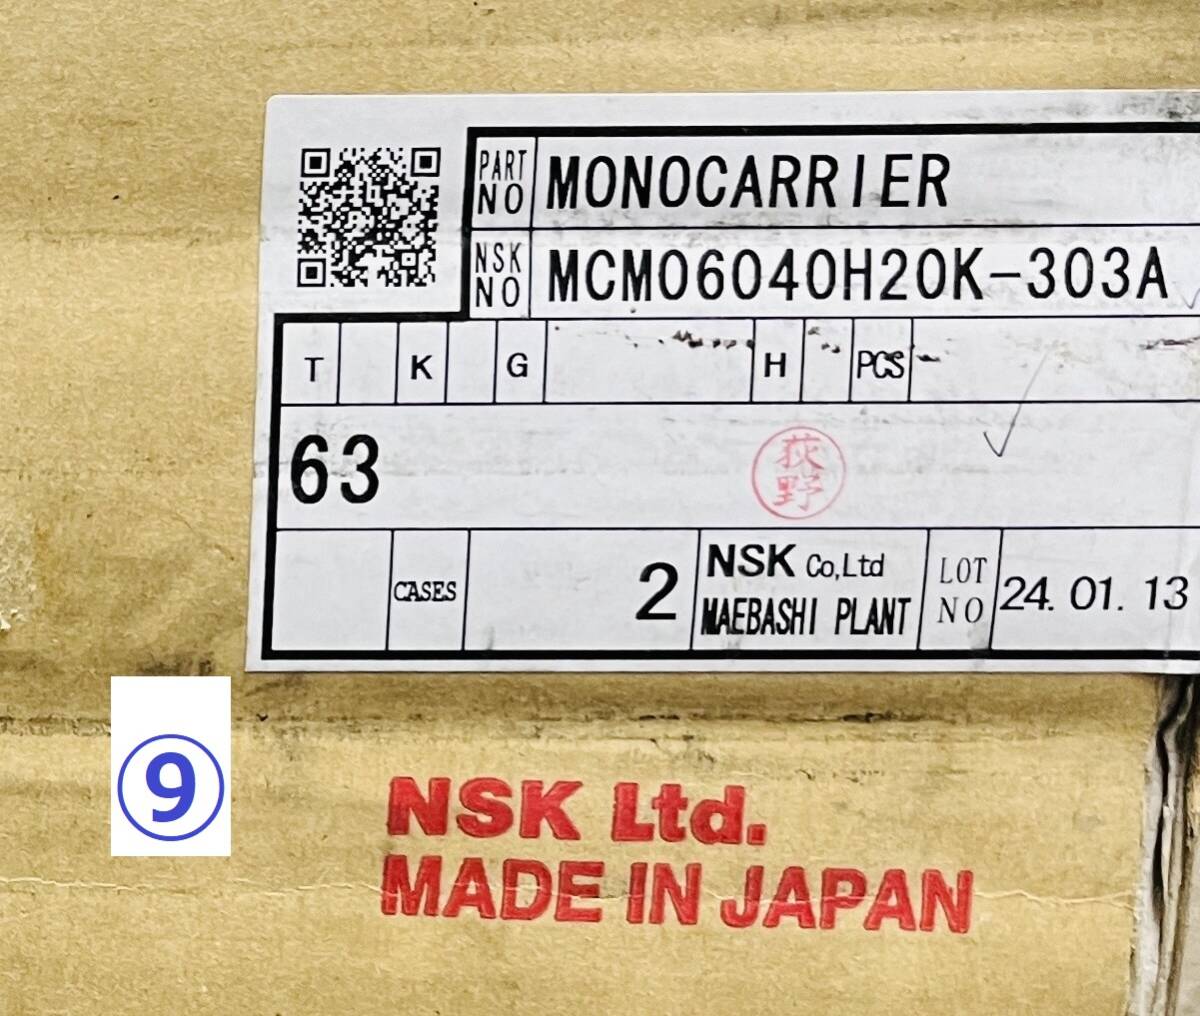 PART NO MONOCARRIER
NSK NO MCM06040H20K-303A
T K G H PCS
63
荻野
CASES 2 NSK Co,Ltd MAEBASHI PLANT LOT NO 24. 01. 13
9
NSK Ltd.
MADE IN JAPAN